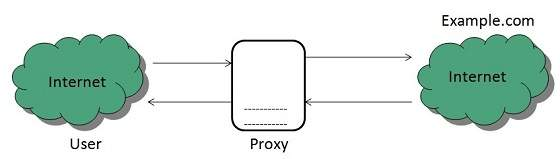 Example.com
Internet
Internet
User
Proxy